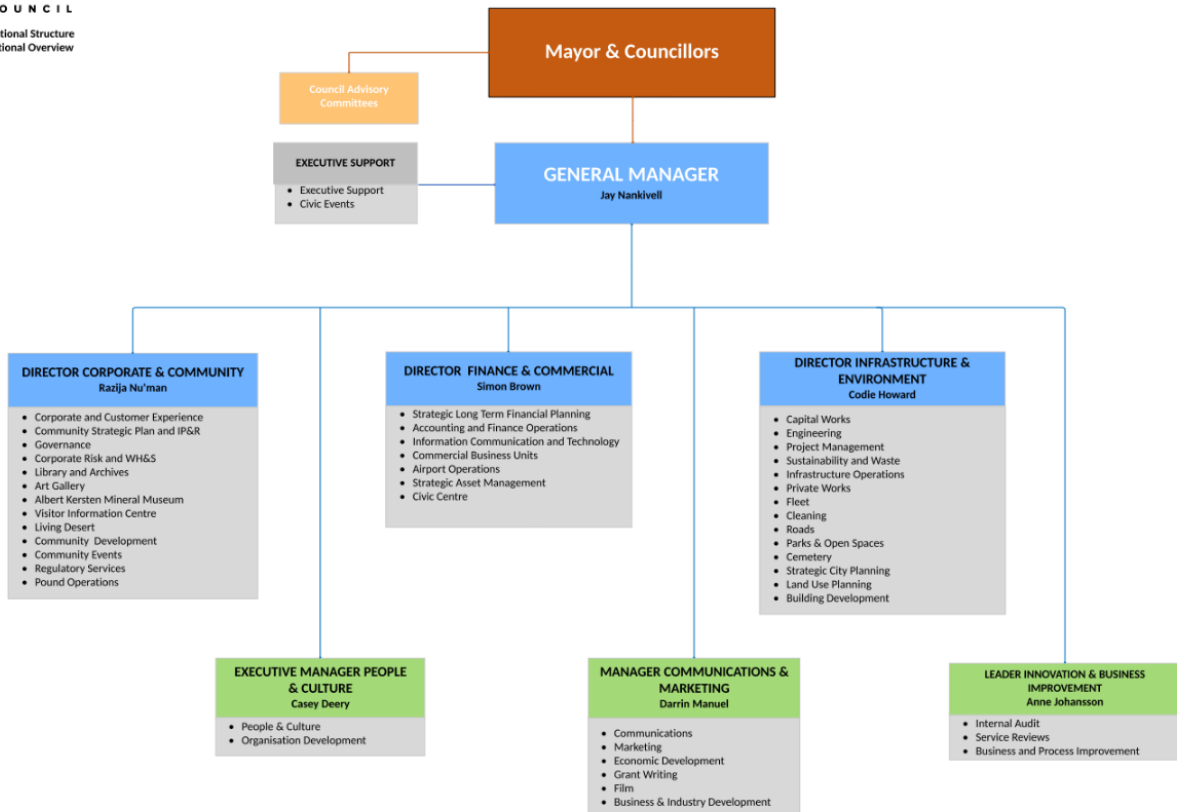 OUNCIL
tional Structure
tional Overview
Mayor & Councillors
Council Advisory
Committees
EXECUTIVE SUPPORT
• Executive Support
• Civic Events
GENERAL MANAGER
Jay Nankivell
DIRECTOR CORPORATE & COMMUNITY
Razija Nu'man
• Corporate and Customer Experience
• Community Strategic Plan and IP&R
• Governance
• Corporate Risk and WH&S
• Library and Archives
• Art Gallery
• Albert Kersten Mineral Museum
• Visitor Information Centre
• Living Desert
• Community Development
• Community Events
• Regulatory Services
• Pound Operations
DIRECTOR FINANCE & COMMERCIAL
Simon Brown
• Strategic Long Term Financial Planning
• Accounting and Finance Operations
• Information Communication and Technology
• Commercial Business Units
• Airport Operations
• Strategic Asset Management
• Civic Centre
DIRECTOR INFRASTRUCTURE &
ENVIRONMENT
Codie Howard
• Capital Works
• Engineering
• Project Management
• Sustainability and Waste
• Infrastructure Operations
• Private Works
• Fleet
• Cleaning
• Roads
• Parks & Open Spaces
• Cemetery
• Strategic City Planning
• Land Use Planning
• Building Development
EXECUTIVE MANAGER PEOPLE
& CULTURE
Casey Deery
• People & Culture
• Organisation Development
MANAGER COMMUNICATIONS &
MARKETING
Darrin Manuel
• Communications
• Marketing
• Economic Development
• Grant Writing
• Film
• Business & Industry Development
LEADER INNOVATION & BUSINESS
IMPROVEMENT
Anne Johansson
• Internal Audit
• Service Reviews
• Business and Process Improvement